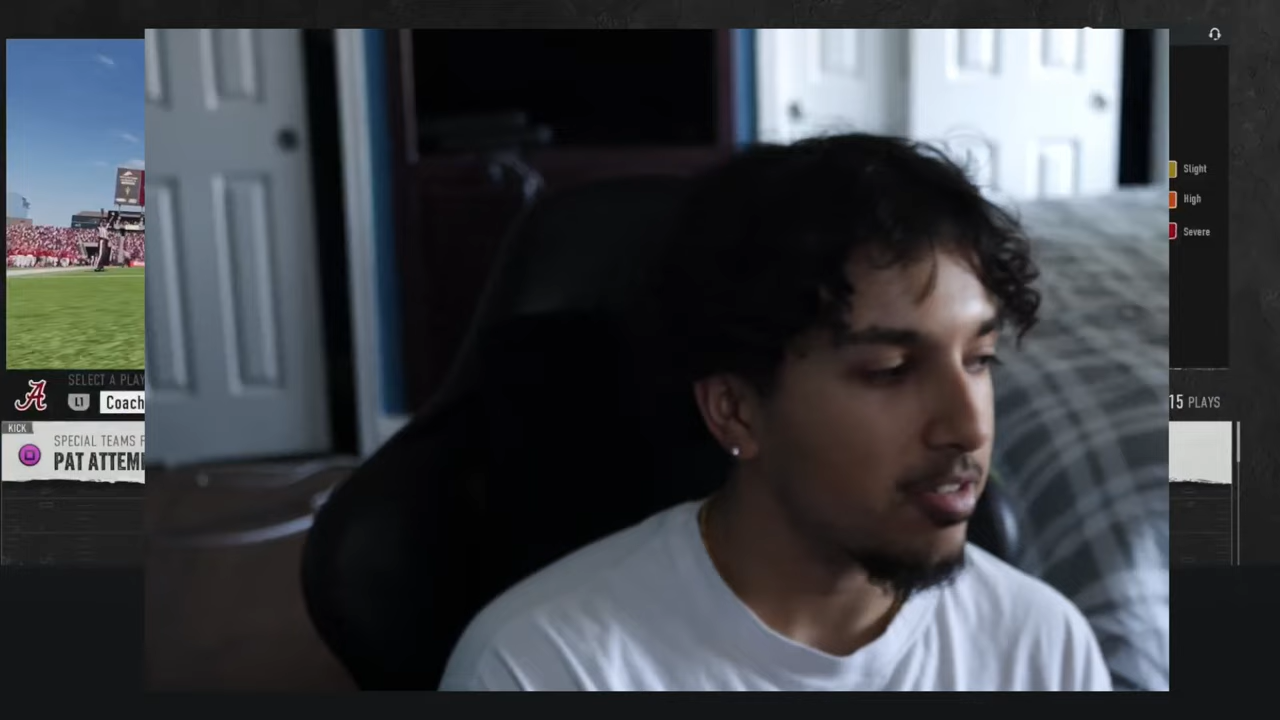 Slight
High
Severe
SELECT A PLAY
L1
Coach
15 PLAYS
KICK
SPECIAL TEAMS
PAT ATTEM